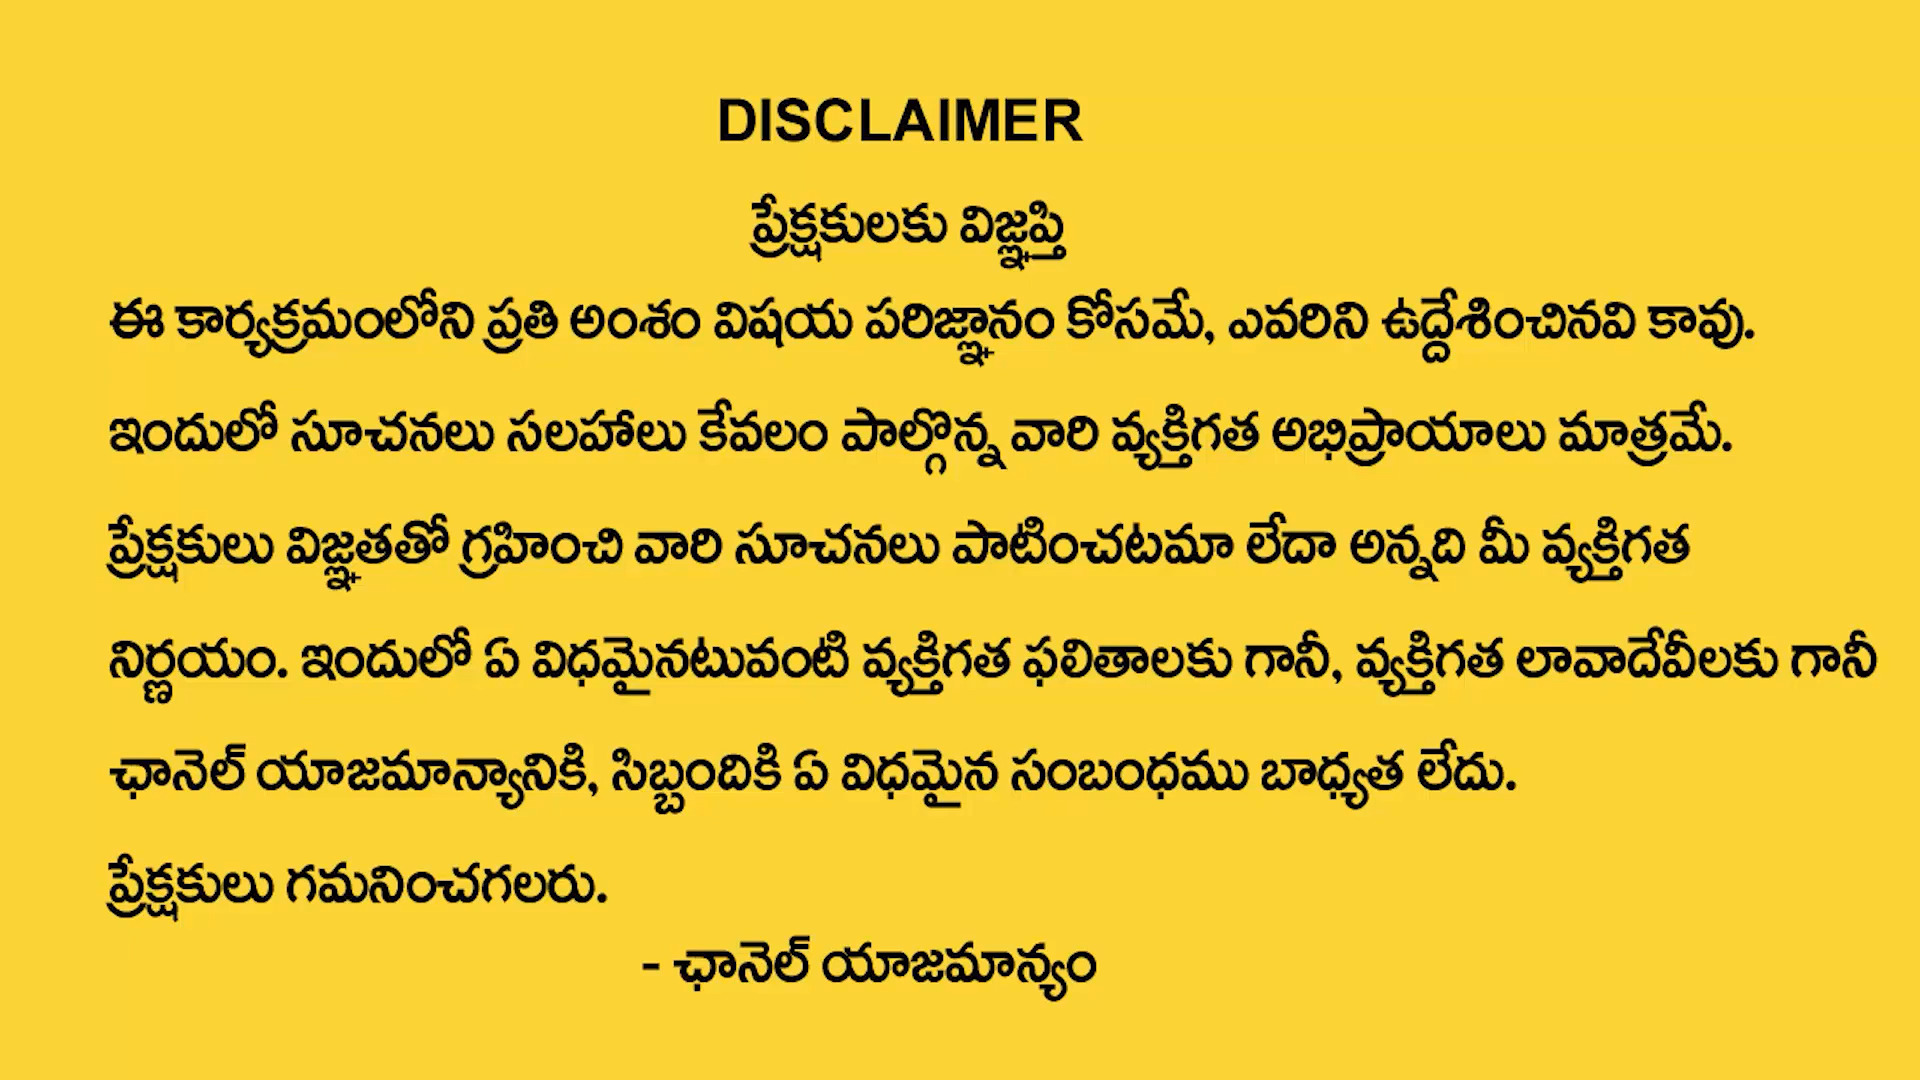 DISCLAIMER
ప్రేక్షకులకు విజ్ఞప్తి
ఈ కార్యక్రమంలోని ప్రతి అంశం విషయ పరిజ్ఞానం కోసమే, ఎవరిని ఉద్దేశించినవి కావు.
ఇందులో సూచనలు సలహాలు కేవలం పాల్గొన్న వారి వ్యక్తిగత అభిప్రాయాలు మాత్రమే.
ప్రేక్షకులు విజ్ఞతతో గ్రహించి వారి సూచనలు పాటించటమా లేదా అన్నది మీ వ్యక్తిగత
నిర్ణయం. ఇందులో ఏ విధమైనటువంటి వ్యక్తిగత ఫలితాలకు గానీ, వ్యక్తిగత లావాదేవీలకు గానీ
ఛానెల్ యాజమాన్యానికి, సిబ్బందికి ఏ విధమైన సంబంధము బాధ్యత లేదు.
ప్రేక్షకులు గమనించగలరు.
- ఛానెల్ యాజమాన్యం